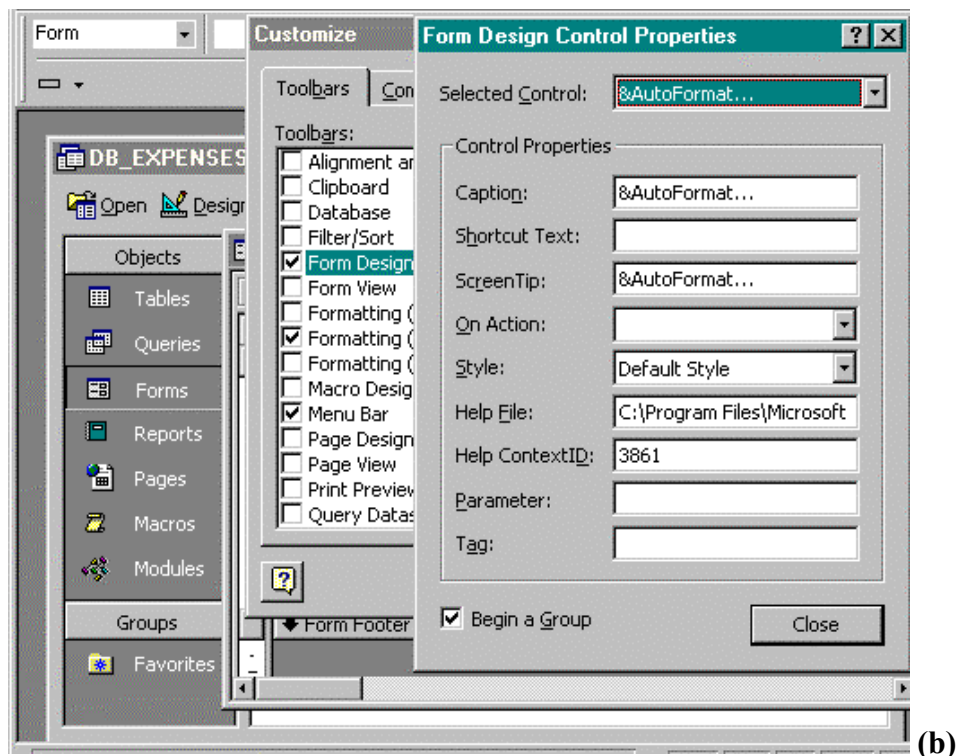 Form
Customize
Form Design Control Properties
Toolbars
Con
Selected Control:
&AutoFormat...
Toolbars:
Alignment an
Clipboard
Database
Filter/Sort
Form Design
Form View
Formatting (
Formatting (
Formatting (
Macro Desig
Menu Bar
Page Design
Page View
Print Preview
Query Datas
Control Properties
Caption:
&AutoFormat...
Shortcut Text:
ScreenTip:
&AutoFormat...
On Action:
Style:
Default Style
Help File:
C:\Program Files\Microsoft
Help ContextID:
3861
Parameter:
Tag:
Begin a Group
Close
DB_EXPENSES
Open
Design
Objects
Tables
Queries
Forms
Reports
Pages
Macros
Modules
Groups
Favorites
Form Footer
(b)